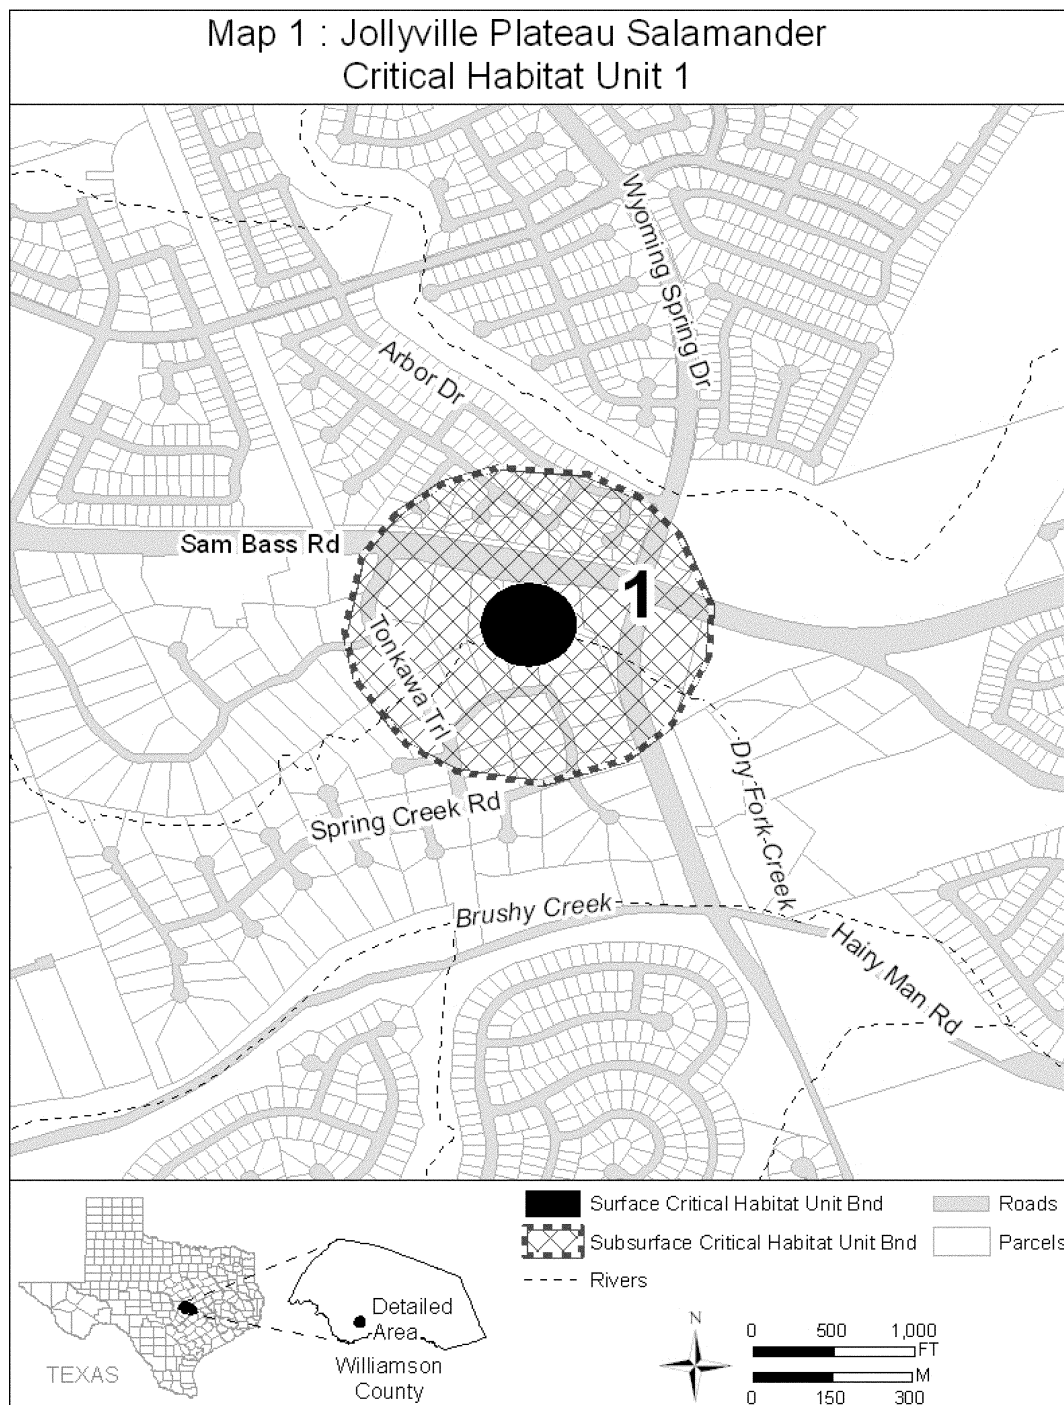 Map 1 : Jollyville Plateau Salamander
Critical Habitat Unit 1
Wyoming Spring Dr
Arbor Dr
Sam Bass Rd
1
Tonkawa Trl
Spring Creek Rd
Dry Fork Creek
Brushy Creek
Hairy Man Rd
Surface Critical Habitat Unit Bnd
Roads
Subsurface Critical Habitat Unit Bnd
Parcels
Rivers
Detailed
Area
Williamson
County
TEXAS
N
0 500 1,000
FT
M
0 150 300